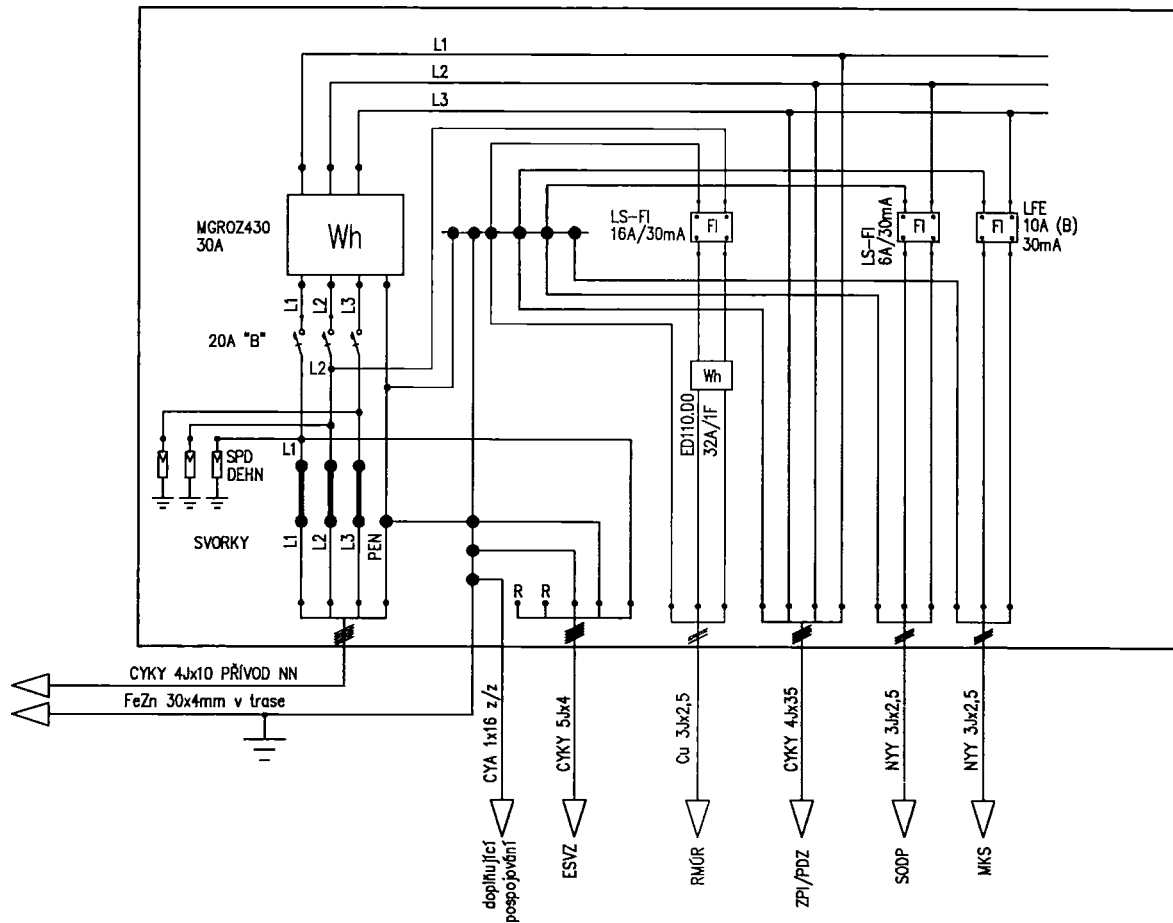 L1
L2
L3
MGROZ430
30A
Wh
LS-FI
16A/30mA
FI
LS-FI
6A/30mA
FI
FI
LFE
10A (B)
30mA
L1
L2
L3
20A "B"
L2
Wh
ED110.D0
32A/1F
L1
SPD
DEHN
SVORKY
L1
L2
L3
PEN
R
R
CYKY 4Jx10 PŘÍVOD NN
FeZn 30x4mm v trase
CYA 1x16 z/z
CYKY 5Jx4
Cu 3Jx2,5
CYKY 4Jx35
NYY 3Jx2,5
NYY 3Jx2,5
doplňující
pospojování
ESVZ
RMÚR
ZPI/PDZ
SODP
MKS